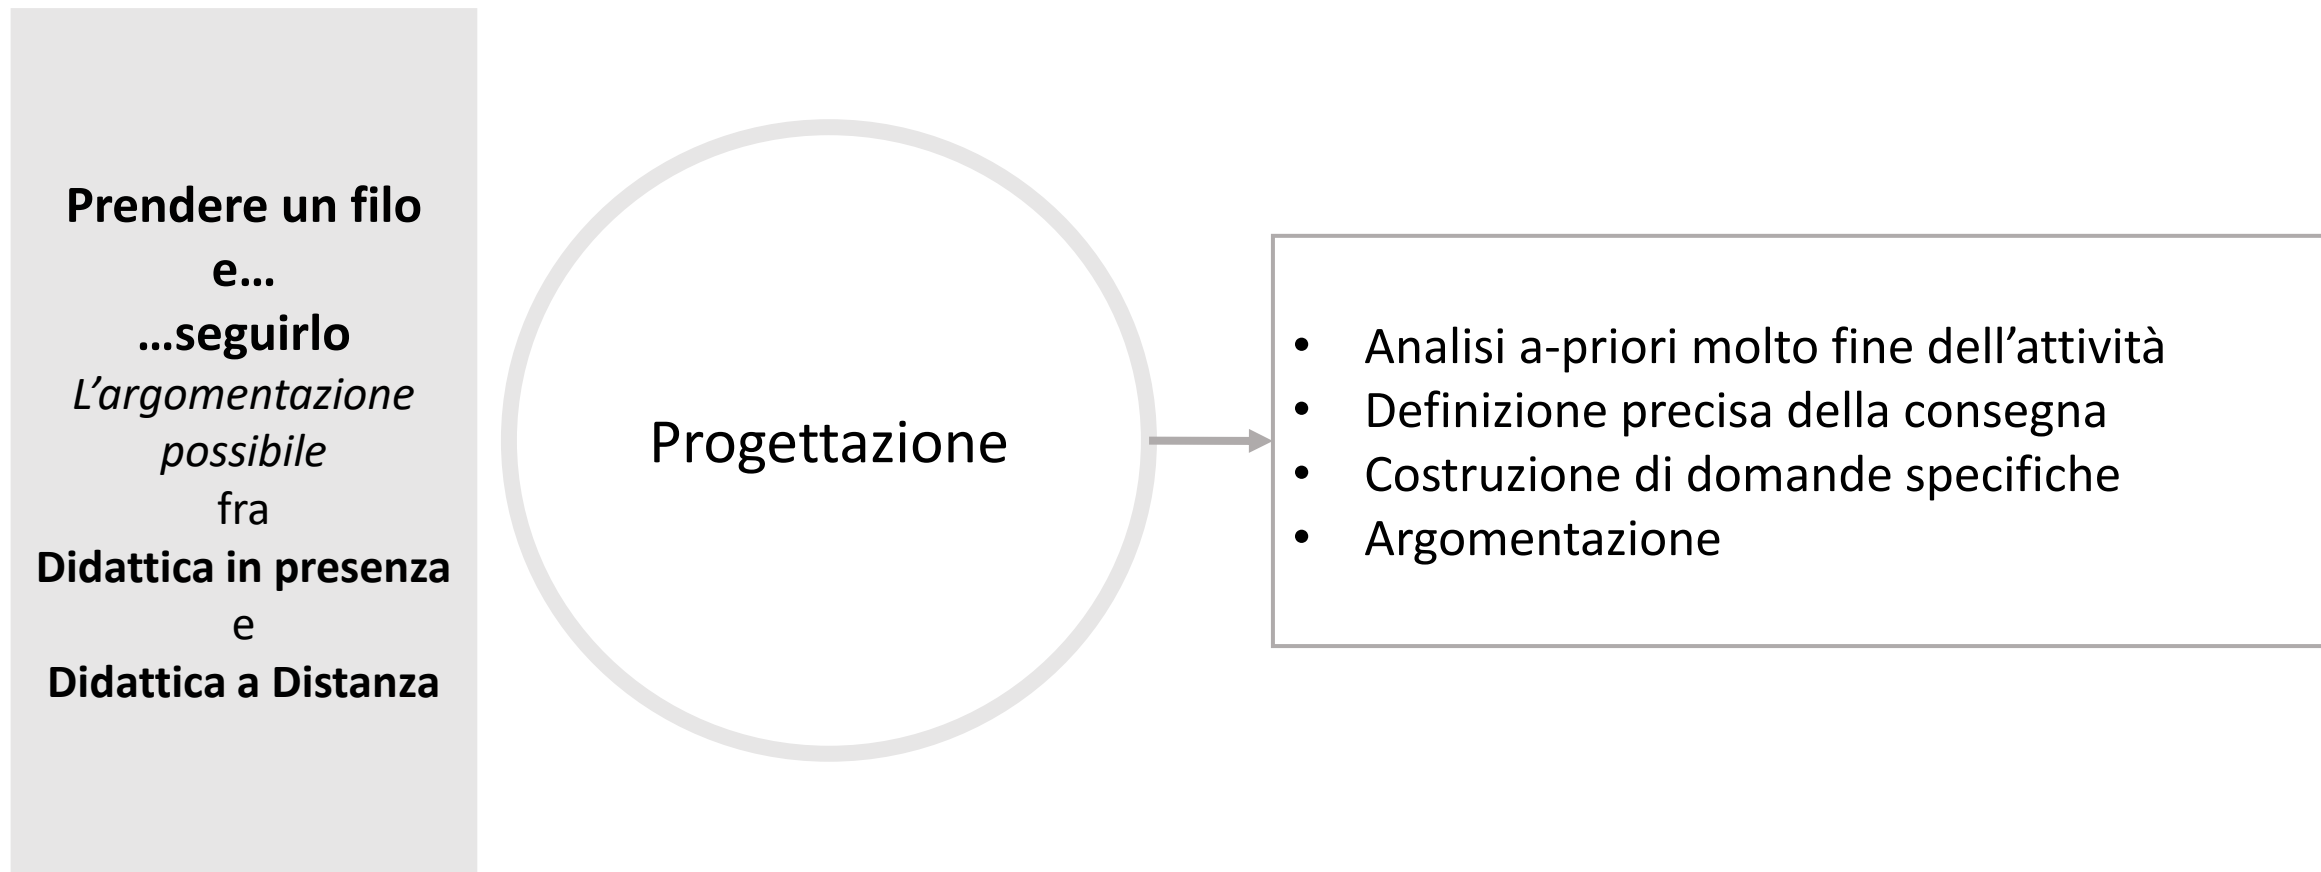 Prendere un filo
e…
…seguirlo
L’argomentazione
possibile
fra
Didattica in presenza
e
Didattica a Distanza
Progettazione
• Analisi a-priori molto fine dell’attività
• Definizione precisa della consegna
• Costruzione di domande specifiche
• Argomentazione